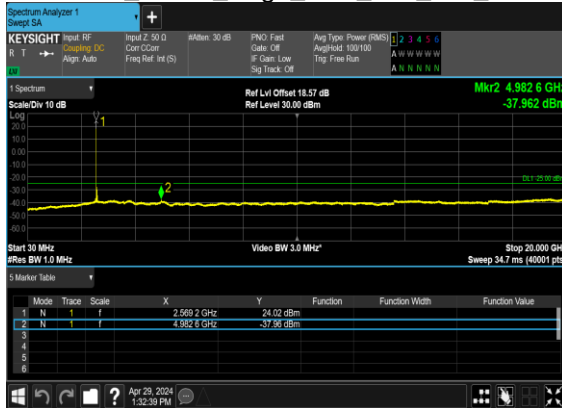 Spectrum Analyzer 1
Swept SA
+
KEYSIGHT Input: RF Input Z: 50 Ω #Atten: 30 dB PNO: Fast Avg Type: Power (RMS) 1 2 3 4 5 6
R T Coupling: DC Corr CCorr Gate: Off Avg|Hold: 100/100 A W W W W W
Align: Auto Freq Ref: Int (S) IF Gain: Low Trig: Free Run
LU Sig Track: Off A N N N N N
1 Spectrum Ref Lvl Offset 18.57 dB Mkr2 4.982 6 GHz
Scale/Div 10 dB Ref Level 30.00 dBm -37.962 dBm
Log
20.0
1
10.0
0.00
-10.0
-20.0
DL1 -25.00 dBm
-30.0
2
-40.0
-50.0
-60.0
Start 30 MHz Video BW 3.0 MHz* Stop 20.000 GH
#Res BW 1.0 MHz Sweep 34.7 ms (40001 pts
5 Marker Table
Mode Trace Scale X Y Function Function Width Function Value
1 N 1 f 2.569 2 GHz 24.02 dBm
2 N 1 f 4.982 6 GHz -37.96 dBm
3
4
5
6
? Apr 29, 2024
1:32:39 PM